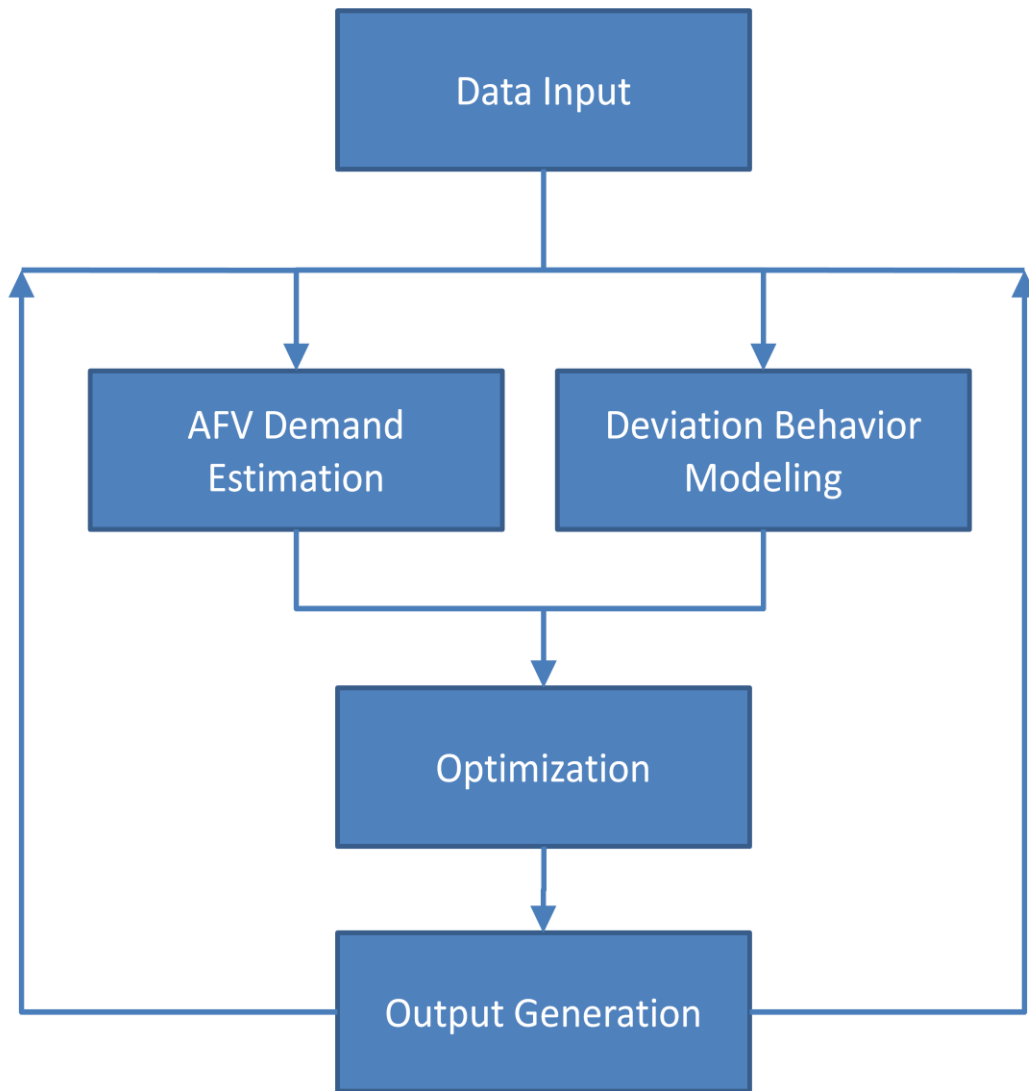 Data Input
AFV Demand
Estimation
Deviation Behavior
Modeling
Optimization
Output Generation